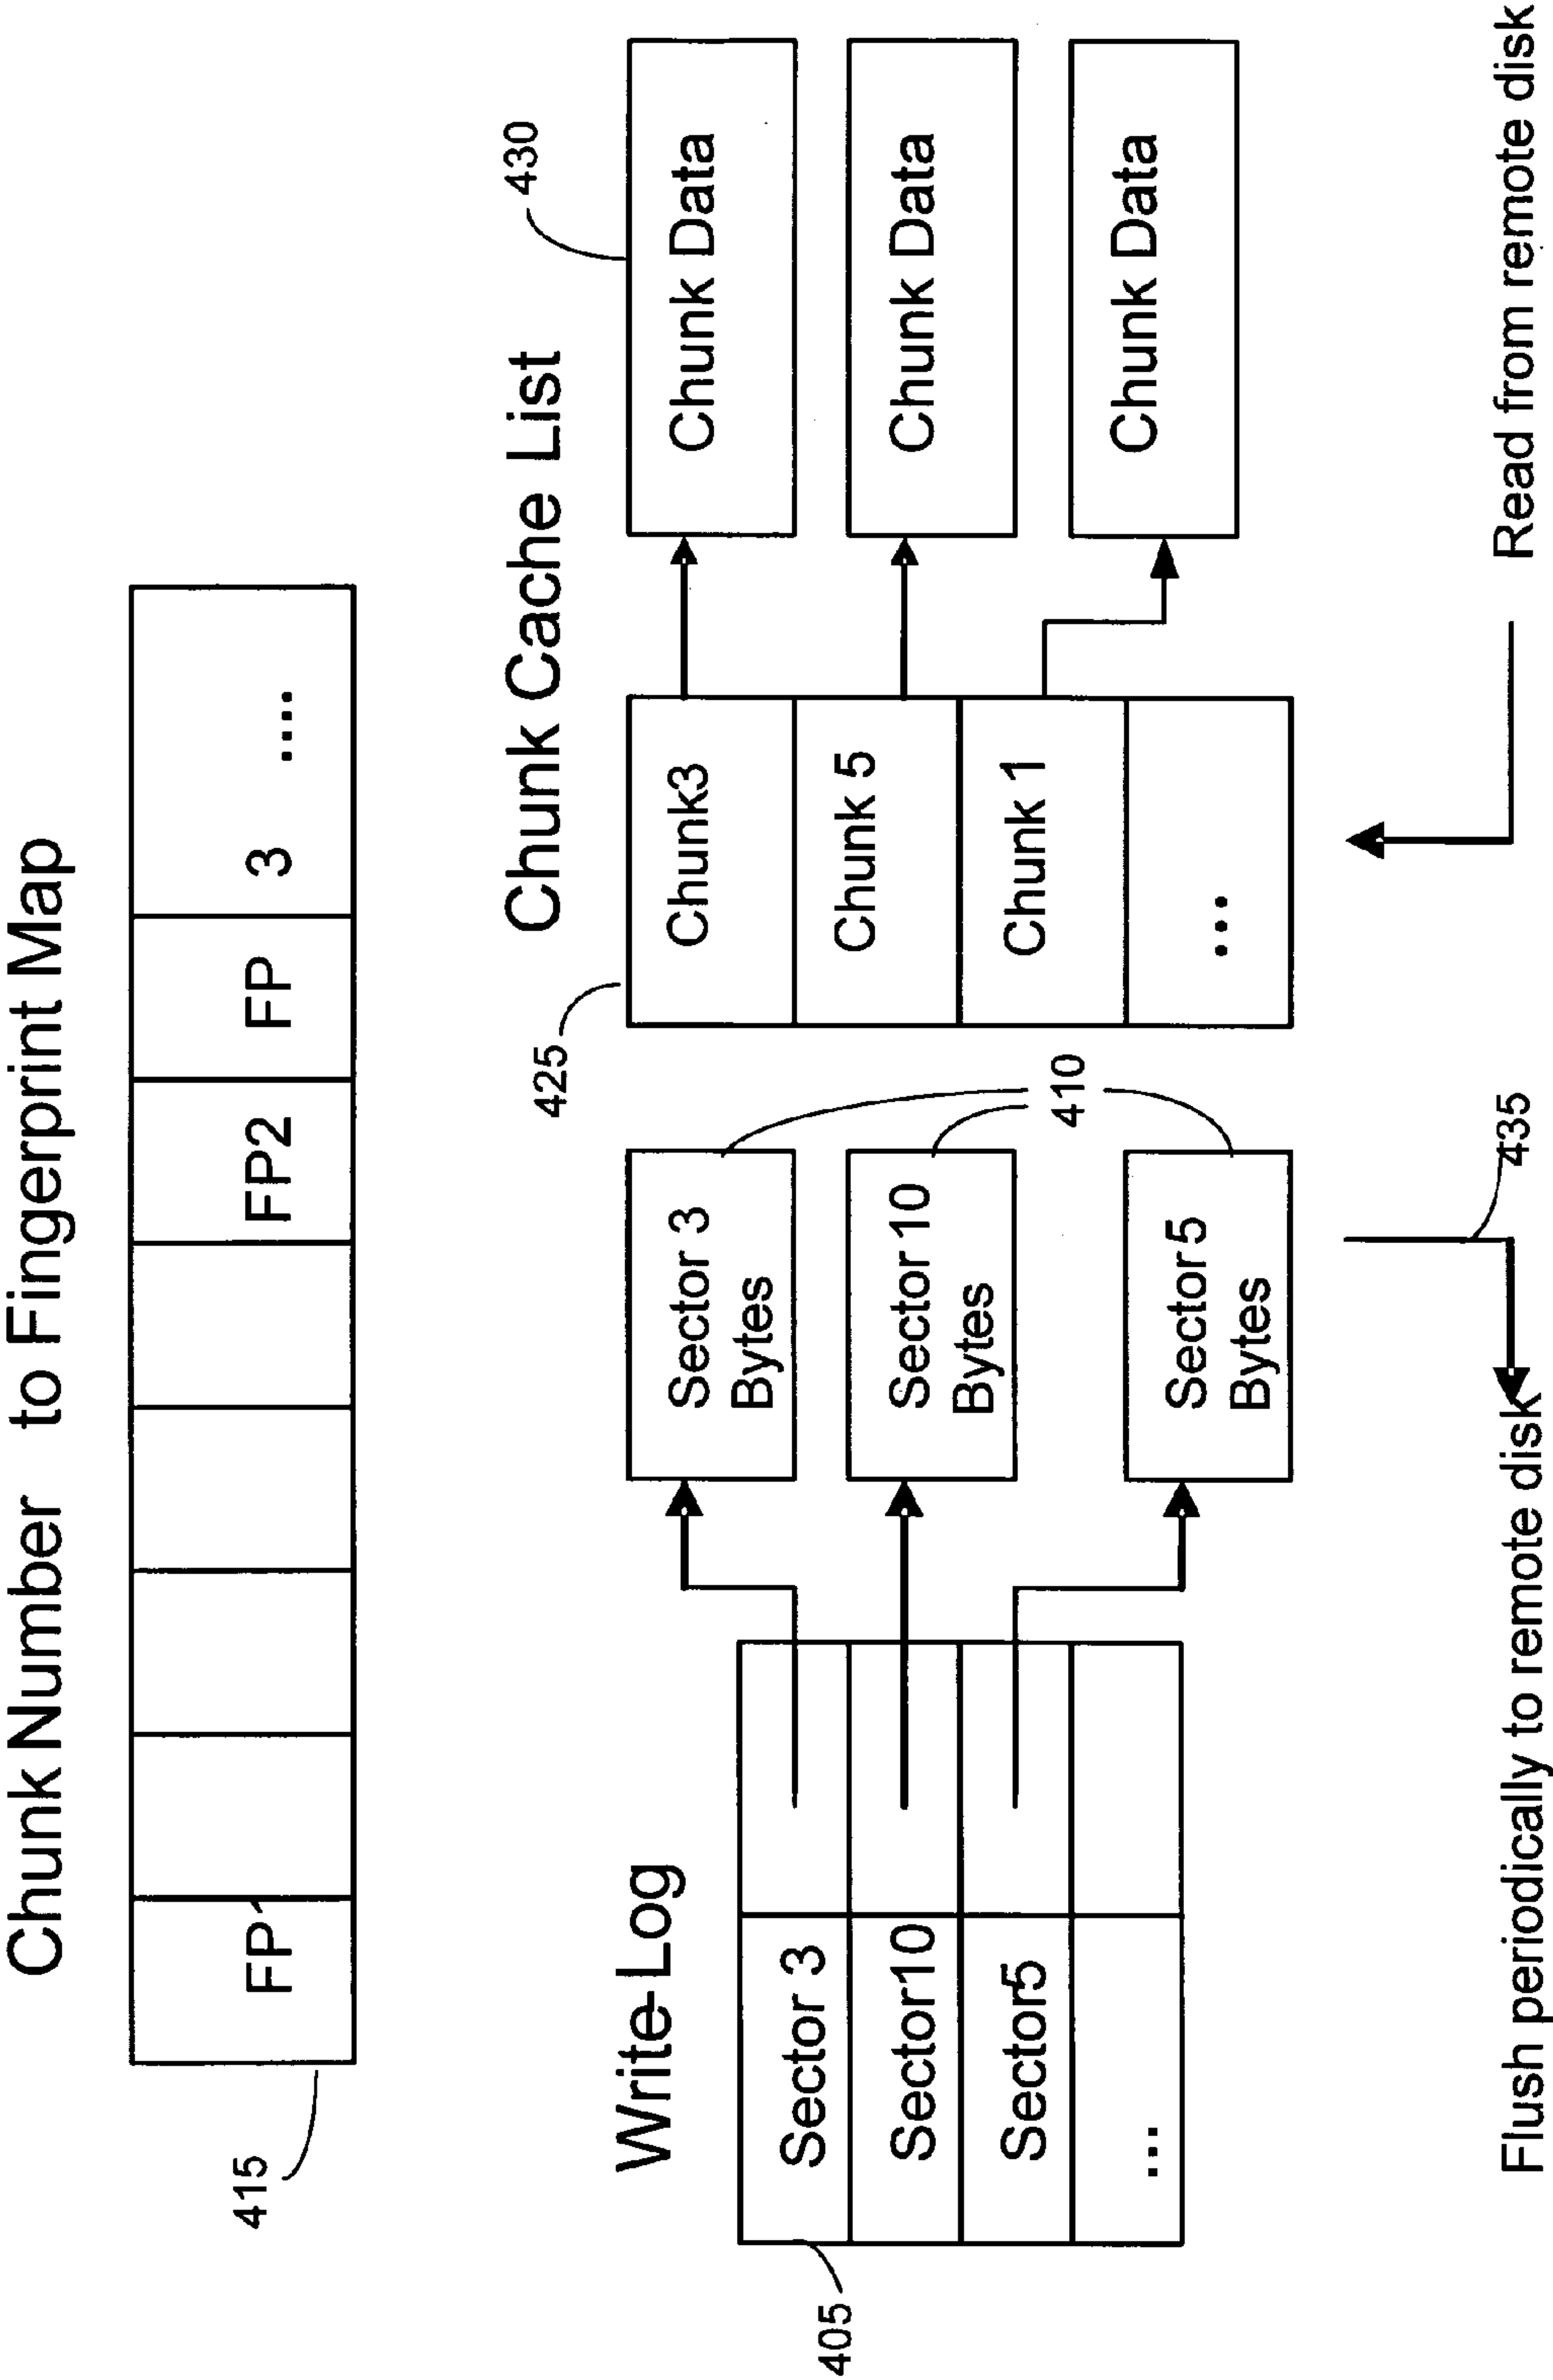 Chunk Number to Fingerprint Map
415
FP1
FP2
FP
3
....
Write-Log
405
Sector 3
Sector10
Sector5
...
Sector 3
Bytes
Sector 10
Bytes
Sector 5
Bytes
410
Chunk Cache List
425
Chunk3
Chunk 5
Chunk 1
...
430
Chunk Data
Chunk Data
Chunk Data
435
Flush periodically to remote disk
Read from remote disk